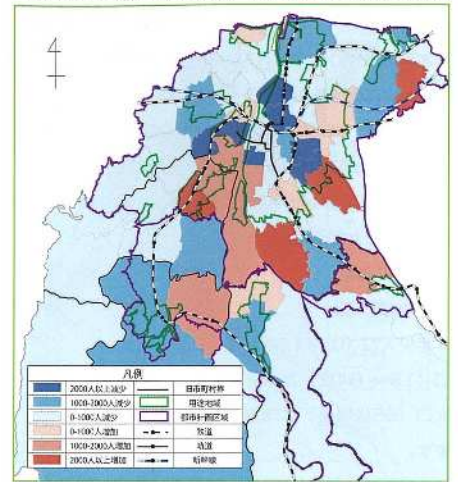 凡例
2000人以上減少
旧市町村界
1000-2000人減少
用途地域
0-1000人減少
都市計画区域
0-1000人増加
鉄道
1000-2000人増加
2000人以上増加
新幹線